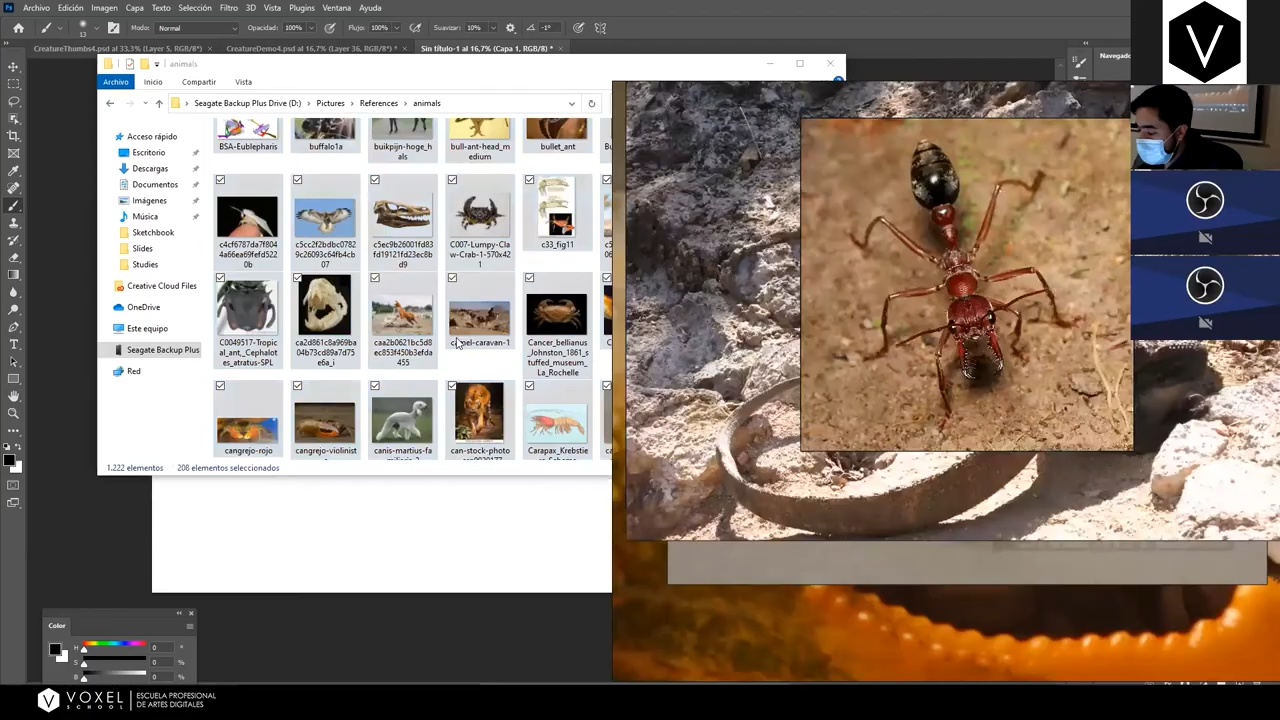 Archivo Edición Imagen Capa Texto Selección Filtro 3D Vista Plugins Ventana Ayuda
13 Modo: Normal Opacidad: 100% Flujo: 100% Suavizar: 10% -1°
CreatureThumbs4.psd al 33,3% (Layer 5, RGB/8*) × CreatureDemo4.psd al 16,7% (Layer 36, RGB/8*) * × Sin título-1 al 16,7% (Capa 1, RGB/8*) * ×
Navegador
animals
Archivo Inicio Compartir Vista
Seagate Backup Plus Drive (D:) > Pictures > References > animals
Acceso rápido
Escritorio
Descargas
Documentos
Imágenes
Música
Sketchbook
Slides
Studies
Creative Cloud Files
OneDrive
Este equipo
Seagate Backup Plus
Red
BSA-Eublepharis
buffalo1a
buikpijn-hoge_h
als
bull-ant-head_m
edium
bullet_ant
c4cf6787da7f804
4a66ea69fefd522
0b
c5cc2f2bdbc0782
9c26093c64fb4cb
07
c5ec9b26001fd83
fd19121fd23ec8b
d9
C007-Lumpy-Cla
w-Crab-1-570x42
1
c33_fig11
C0049517-Tropic
al_ant,_Cephalot
es_atratus-SPL
ca2d861c8a969ba
04b73cd89a7d75
e6a_i
caa2b0621bc5d8
ec853f450b3efda
455
camel-caravan-1
Cancer_bellianus
_Johnston_1861_s
tuffed_museum_
La_Rochelle
cangrejo-rojo
cangrejo-violinist
canis-martius-fa
can-stock-photo
Carapax_Krebstie
1.222 elementos 208 elementos seleccionados
Color
H 0 °
S 0 %
B 0 %
V
VOXEL
SCHOOL
ESCUELA PROFESIONAL
DE ARTES DIGITALES